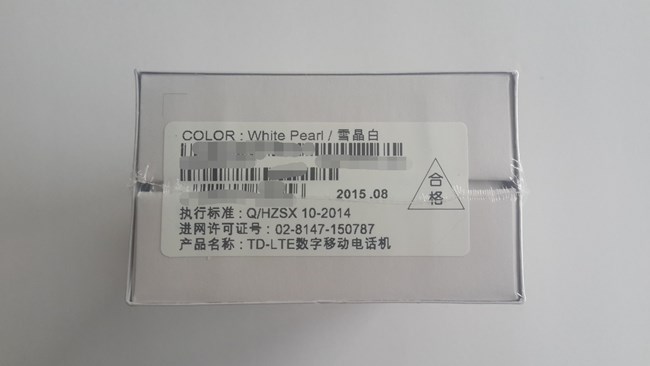 COLOR : White Pearl / 雪晶白
2015 .08
合格
执行标准 : Q/HZSX 10-2014
进网许可证号 : 02-8147-150787
产品名称 : TD-LTE数字移动电话机